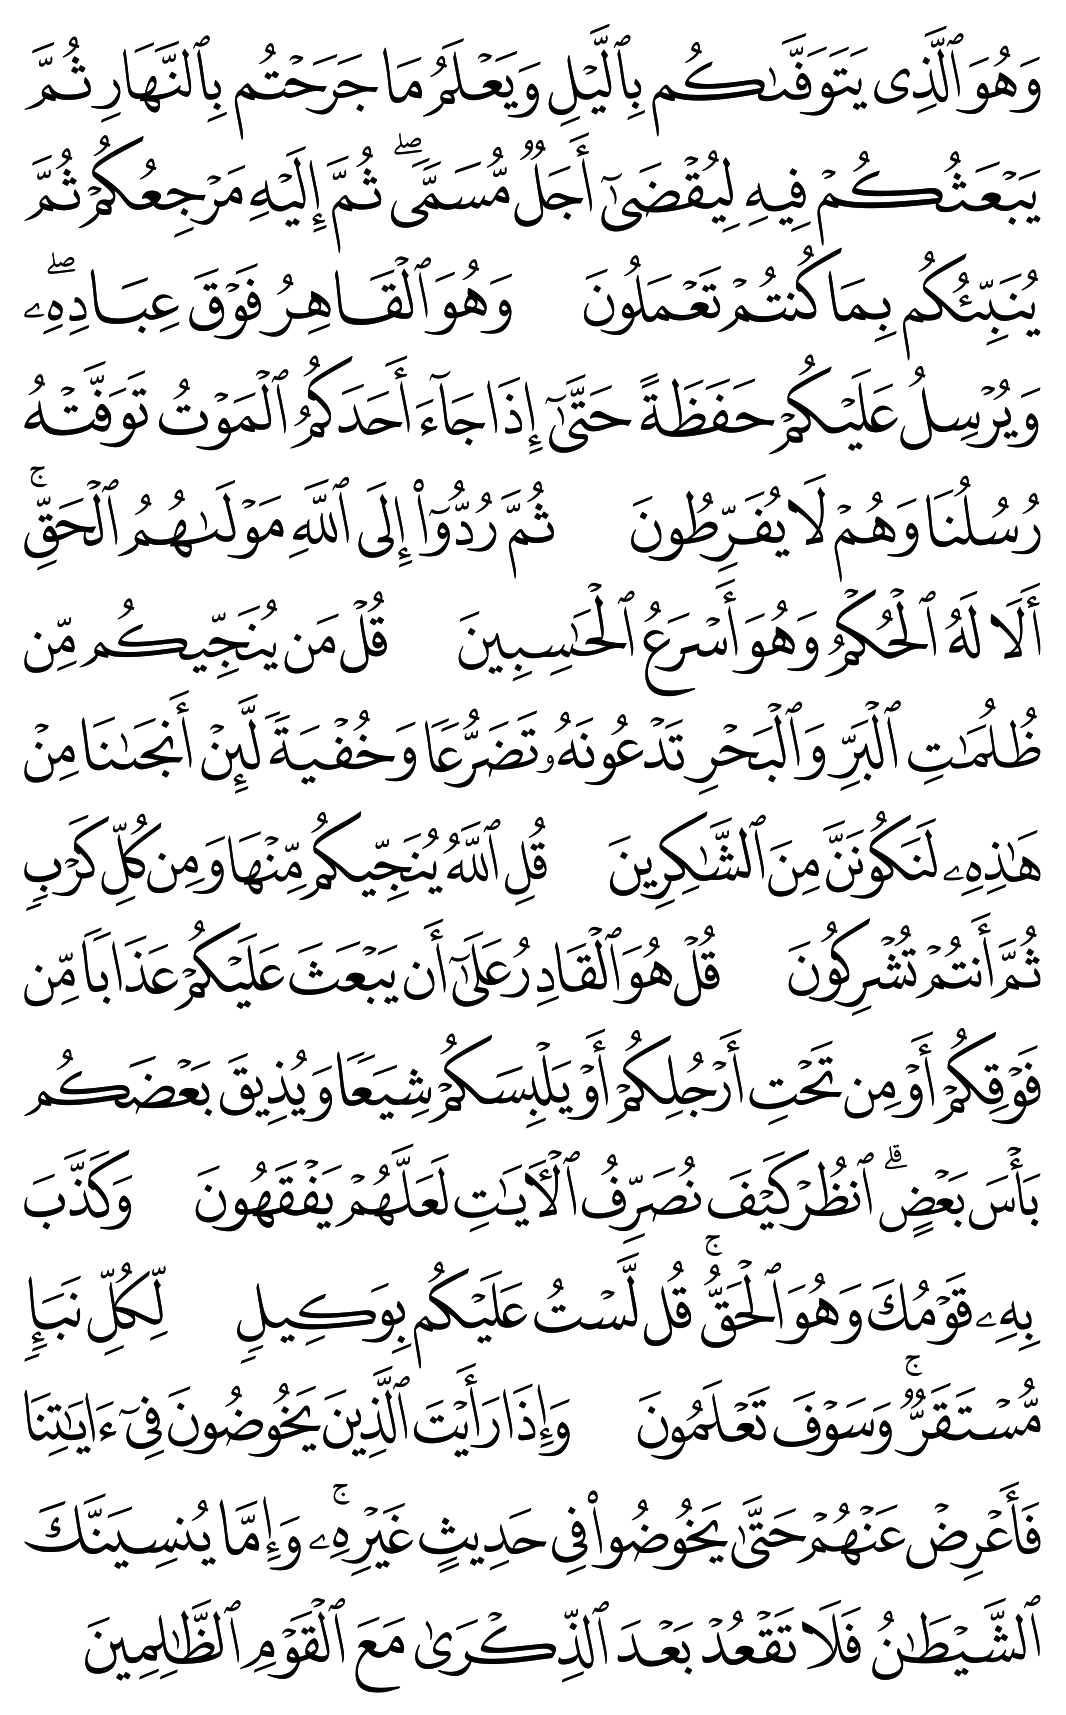 وَهُوَ ٱلَّذِى يَتَوَفَّىٰكُم بِٱلَّيْلِ وَيَعْلَمُ مَا جَرَحْتُم بِٱلنَّهَارِ ثُمَّ
يَبْعَثُكُمْ فِيهِ لِيُقْضَىٰٓ أَجَلٌ مُّسَمًّى ۖ ثُمَّ إِلَيْهِ مَرْجِعُكُمْ ثُمَّ
يُنَبِّئُكُم بِمَا كُنتُمْ تَعْمَلُونَ وَهُوَ ٱلْقَاهِرُ فَوْقَ عِبَادِهِۦ ۖ
وَيُرْسِلُ عَلَيْكُمْ حَفَظَةً حَتَّىٰٓ إِذَا جَآءَ أَحَدَكُمُ ٱلْمَوْتُ تَوَفَّتْهُ
رُسُلُنَا وَهُمْ لَا يُفَرِّطُونَ ثُمَّ رُدُّوٓا۟ إِلَى ٱللَّهِ مَوْلَىٰهُمُ ٱلْحَقِّ ۚ
أَلَا لَهُ ٱلْحُكْمُ وَهُوَ أَسْرَعُ ٱلْحَٰسِبِينَ قُلْ مَن يُنَجِّيكُم مِّن
ظُلُمَٰتِ ٱلْبَرِّ وَٱلْبَحْرِ تَدْعُونَهُۥ تَضَرُّعًا وَخُفْيَةً لَّئِنْ أَنجَىٰنَا مِنْ
هَٰذِهِۦ لَنَكُونَنَّ مِنَ ٱلشَّٰكِرِينَ قُلِ ٱللَّهُ يُنَجِّيكُم مِّنْهَا وَمِن كُلِّ كَرْبٍ
ثُمَّ أَنتُمْ تُشْرِكُونَ قُلْ هُوَ ٱلْقَادِرُ عَلَىٰٓ أَن يَبْعَثَ عَلَيْكُمْ عَذَابًا مِّن
فَوْقِكُمْ أَوْ مِن تَحْتِ أَرْجُلِكُمْ أَوْ يَلْبِسَكُمْ شِيَعًا وَيُذِيقَ بَعْضَكُم
بَأْسَ بَعْضٍ ۗ ٱنظُرْ كَيْفَ نُصَرِّفُ ٱلْءَايَٰتِ لَعَلَّهُمْ يَفْقَهُونَ وَكَذَّبَ
بِهِۦ قَوْمُكَ وَهُوَ ٱلْحَقُّ ۚ قُل لَّسْتُ عَلَيْكُم بِوَكِيلٍ لِّكُلِّ نَبَإٍ
مُّسْتَقَرٌّ ۚ وَسَوْفَ تَعْلَمُونَ وَإِذَا رَأَيْتَ ٱلَّذِينَ يَخُوضُونَ فِىٓ ءَايَٰتِنَا
فَأَعْرِضْ عَنْهُمْ حَتَّىٰ يَخُوضُوا۟ فِى حَدِيثٍ غَيْرِهِۦ ۚ وَإِمَّا يُنسِيَنَّكَ
ٱلشَّيْطَٰنُ فَلَا تَقْعُدْ بَعْدَ ٱلذِّكْرَىٰ مَعَ ٱلْقَوْمِ ٱلظَّٰلِمِينَ